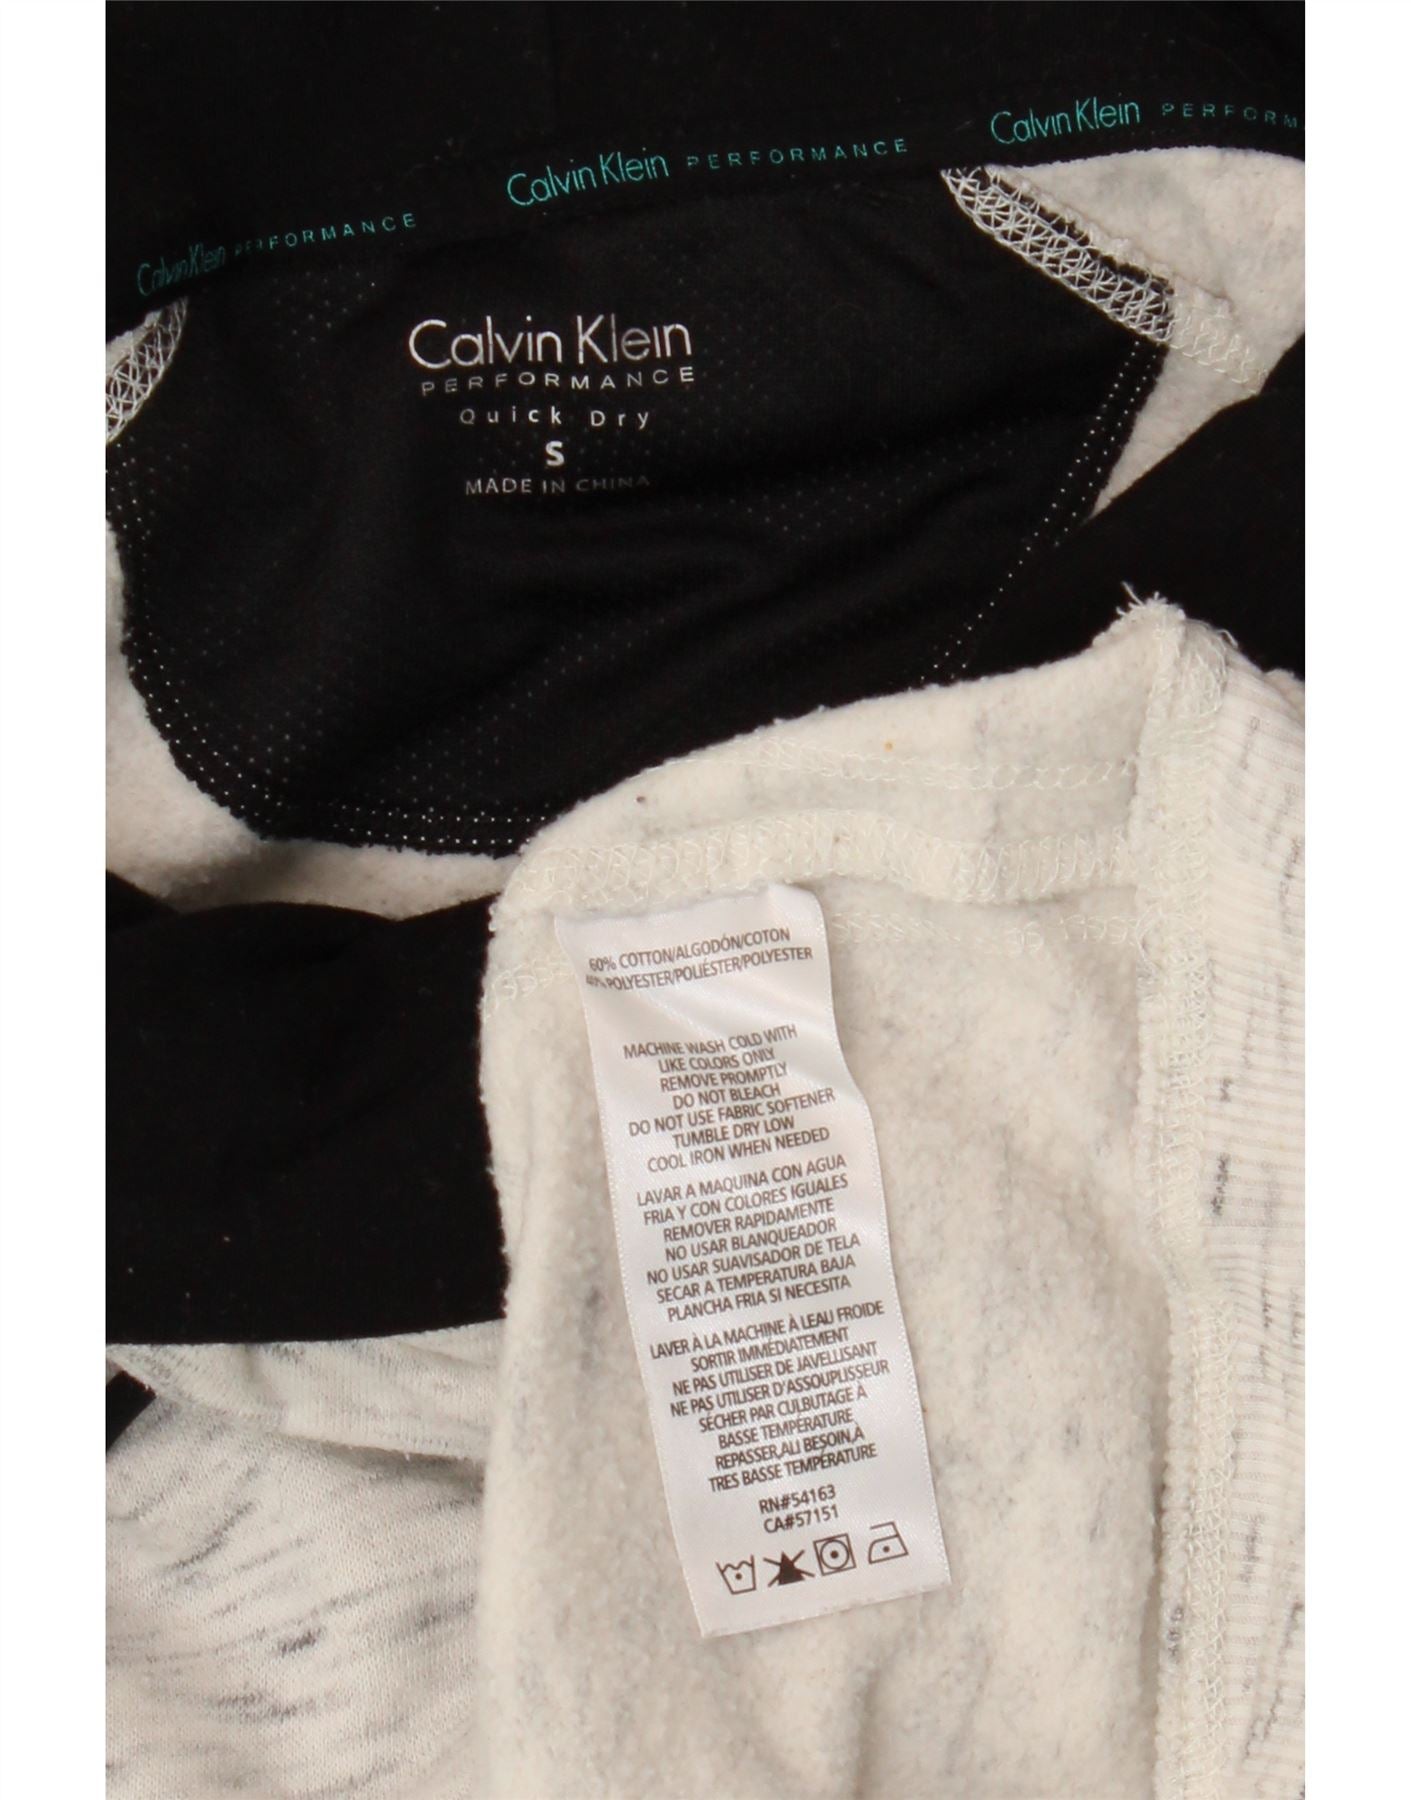 Calvin Klein PERFORMANCE
Calvin Klein PERFORMANCE
Calvin Klein PERFORM
Calvin Klein
PERFORMANCE
Quick Dry
S
MADE IN CHINA
60% COTTON/ALGODÓN/COTON
40% POLYESTER/POLIÉSTER/POLYESTER
MACHINE WASH COLD WITH
LIKE COLORS ONLY
REMOVE PROMPTLY
DO NOT BLEACH
DO NOT USE FABRIC SOFTENER
TUMBLE DRY LOW
COOL IRON WHEN NEEDED
LAVAR A MAQUINA CON AGUA
FRIA Y CON COLORES IGUALES
REMOVER RAPIDAMENTE
NO USAR BLANQUEADOR
NO USAR SUAVISADOR DE TELA
SECAR A TEMPERATURA BAJA
PLANCHA FRIA SI NECESITA
LAVER À LA MACHINE À LEAU FROIDE
SORTIR IMMÉDIATEMENT
NE PAS UTILISER DE JAVELLISANT
NE PAS UTILISER D'ASSOUPLISSEUR
SÉCHER PAR CULBUTAGE À
BASSE TEMPÉRATURE
REPASSER,ALI BESOIN,A
TRES BASSE TEMPÉRATURE
RN#54163
CA#57151